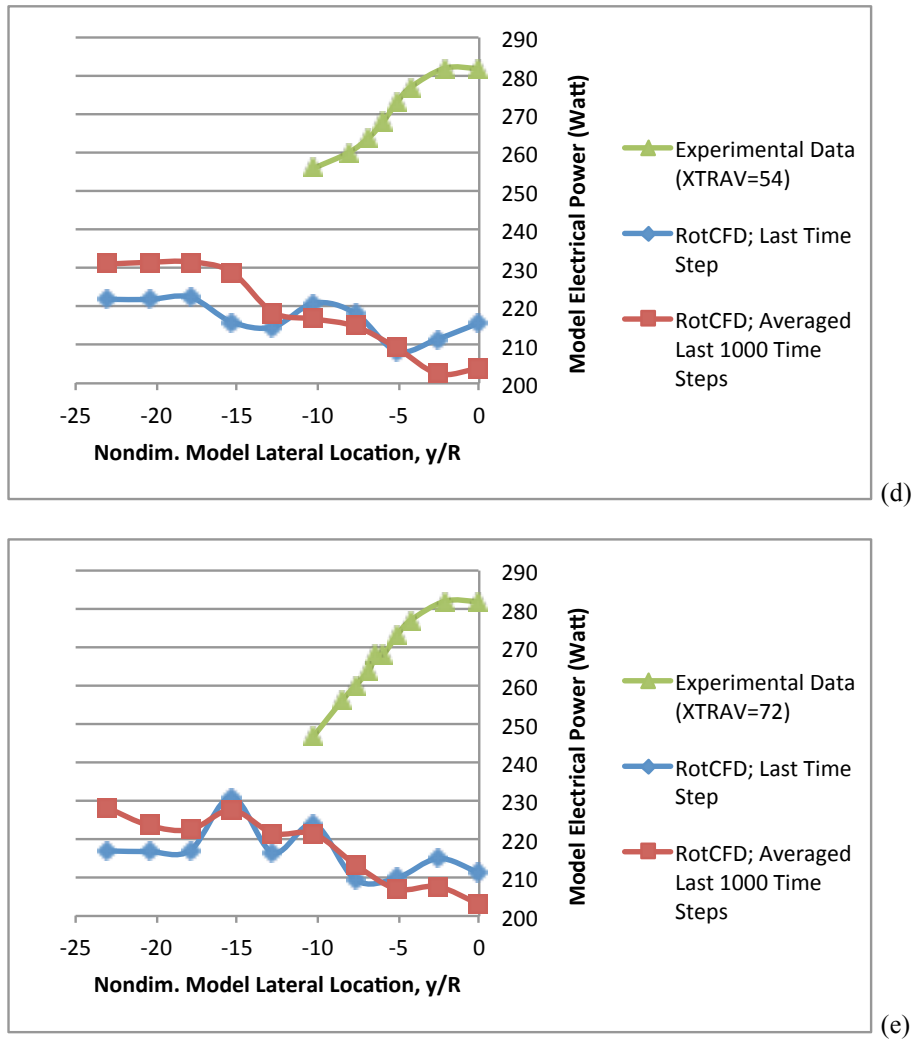 290
280
270
260
250
240
230
220
210
200
Model Electrical Power (Watt)
-25 -20 -15 -10 -5 0
Nondim. Model Lateral Location, y/R
Experimental Data
(XTRAV=54)
RotCFD; Last Time
Step
RotCFD; Averaged
Last 1000 Time
Steps
(d)
290
280
270
260
250
240
230
220
210
200
Model Electrical Power (Watt)
-25 -20 -15 -10 -5 0
Nondim. Model Lateral Location, y/R
Experimental Data
(XTRAV=72)
RotCFD; Last Time
Step
RotCFD; Averaged
Last 1000 Time
Steps
(e)